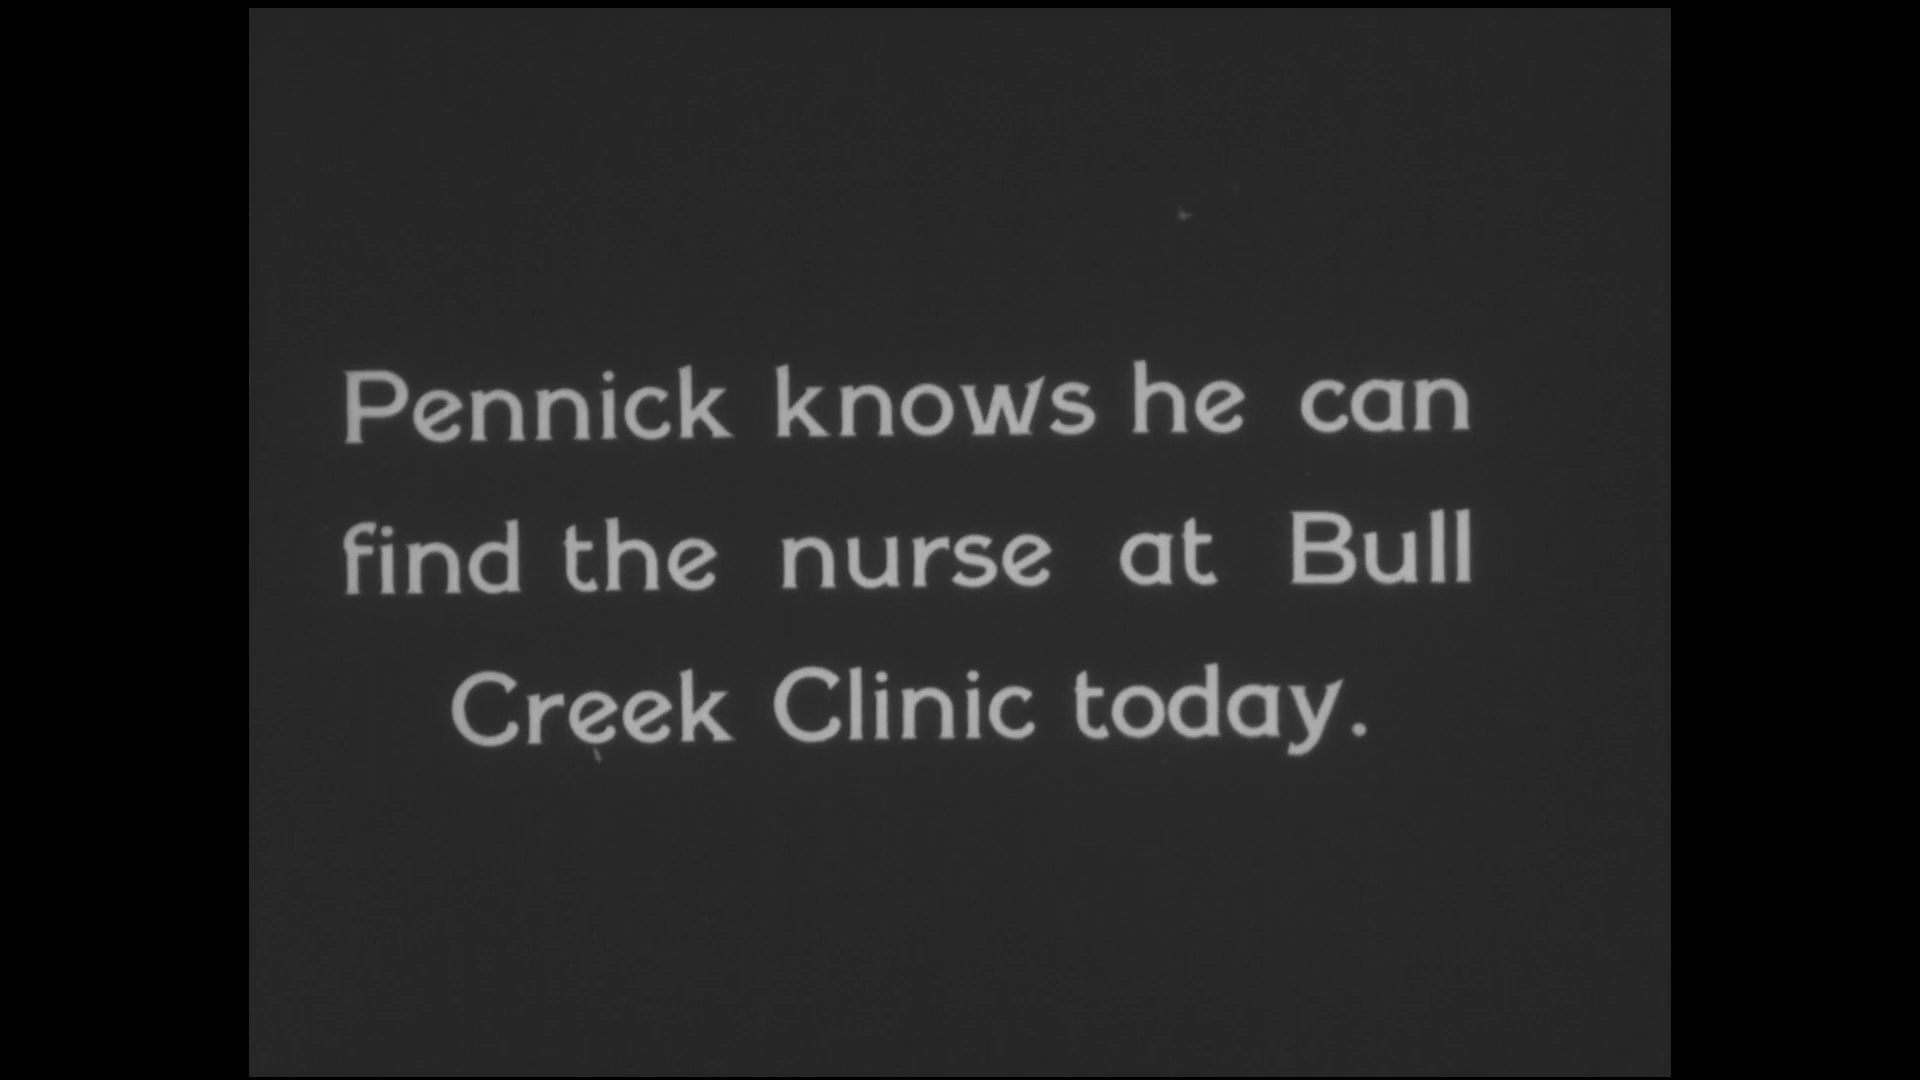 Pennick knows he can
find the nurse at Bull
Creek Clinic today.